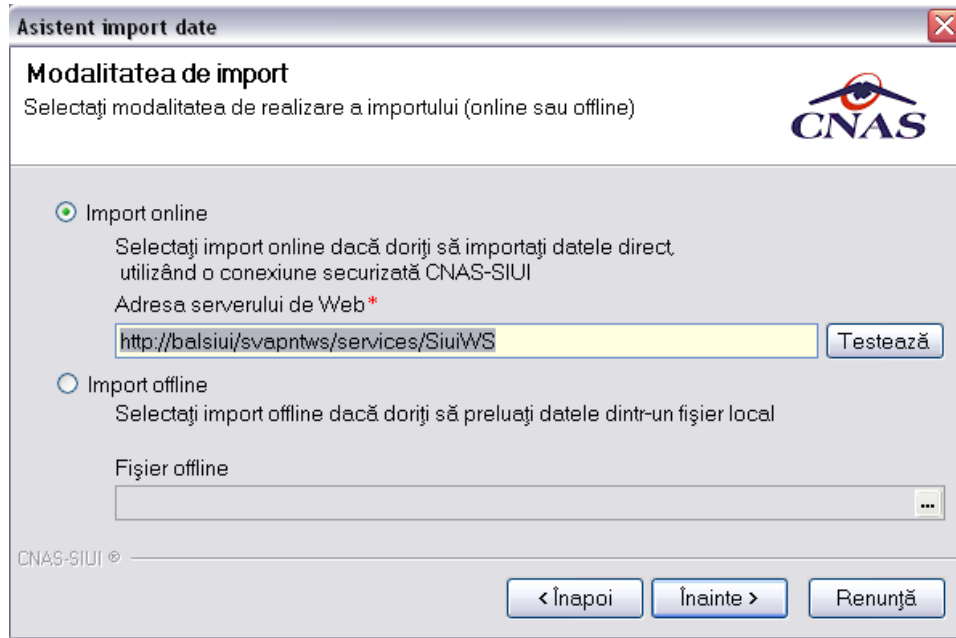 Asistent import date
Modalitatea de import
Selectaţi modalitatea de realizare a importului (online sau offline)
CNAS
Import online
Selectaţi import online dacă doriţi să importaţi datele direct,
utilizând o conexiune securizată CNAS-SIUI
Adresa serverului de Web*
http://balsiui/svapntws/services/SiuiWS
Testează
Import offline
Selectaţi import offline dacă doriţi să preluaţi datele dintr-un fişier local
Fişier offline
...
CNAS-SIUI ®
< Înapoi
Înainte >
Renunţă